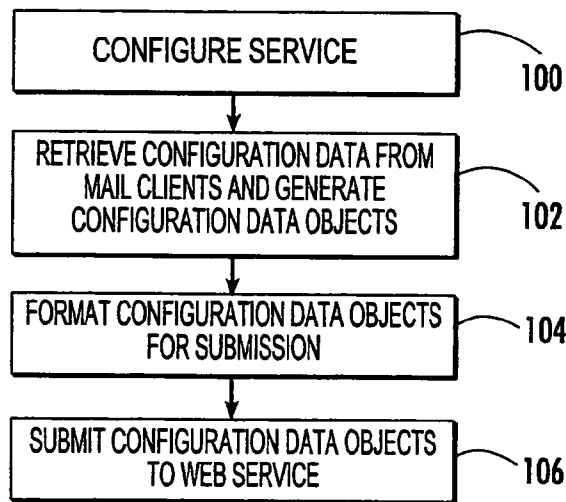 CONFIGURE SERVICE
100
RETRIEVE CONFIGURATION DATA FROM
MAIL CLIENTS AND GENERATE
CONFIGURATION DATA OBJECTS
102
FORMAT CONFIGURATION DATA OBJECTS
FOR SUBMISSION
104
SUBMIT CONFIGURATION DATA OBJECTS
TO WEB SERVICE
106